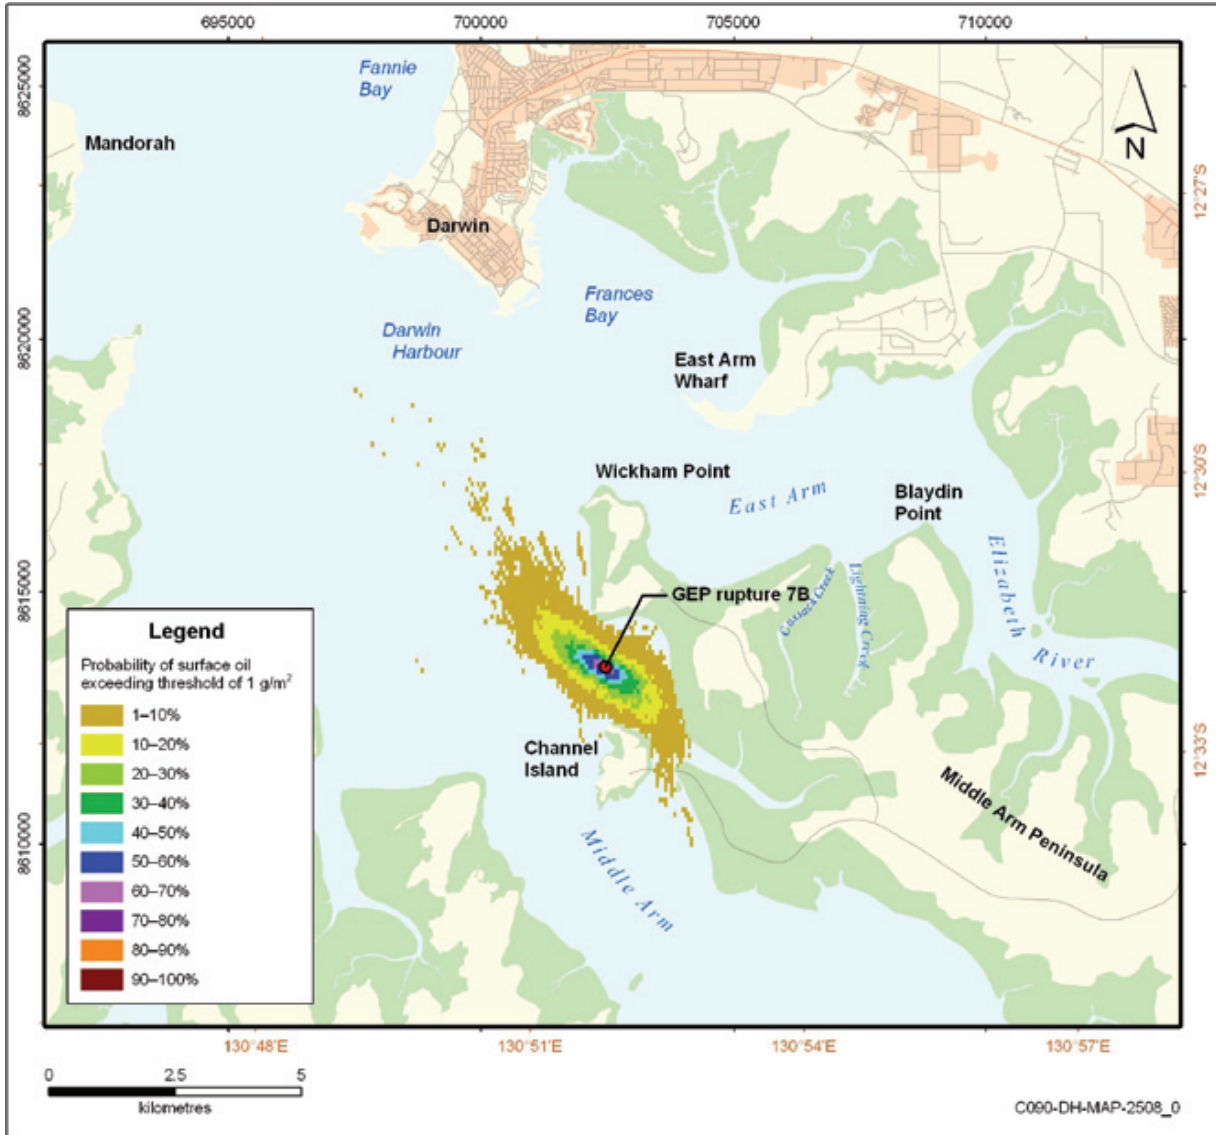 695000
700000
705000
710000
8625000
8620000
8615000
8610000
Fannie
Bay
Mandorah
N
12°27'S
Darwin
Frances
Bay
Darwin
Harbour
East Arm
Wharf
Wickham Point
12°30'S
East Arm
Blaydin
Point
Elizabeth
River
Cossack Creek
Lightning Creek
GEP rupture 7B
Channel
Island
12°33'S
Middle Arm Peninsula
Middle Arm
Legend
Probability of surface oil
exceeding threshold of 1 g/m²
1–10%
10–20%
20–30%
30–40%
40–50%
50–60%
60–70%
70–80%
80–90%
90–100%
130°48'E
130°51'E
130°54'E
130°57'E
0 2.5 5
kilometres
C090-DH-MAP-2508_0